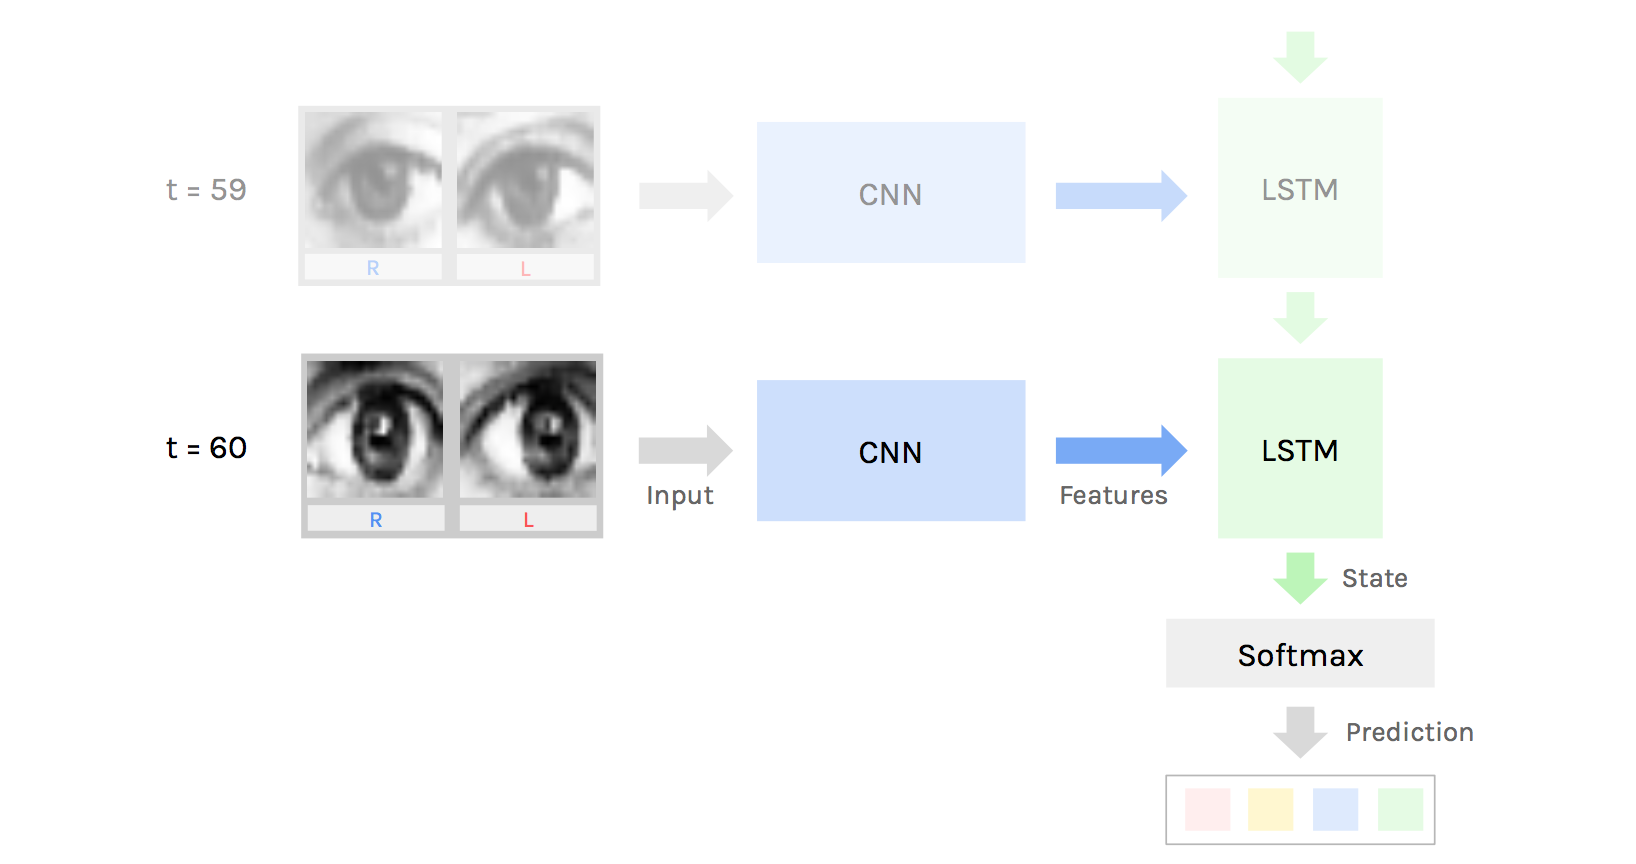 t = 59
R
L
CNN
LSTM
t = 60
R
L
Input
CNN
Features
LSTM
State
Softmax
Prediction